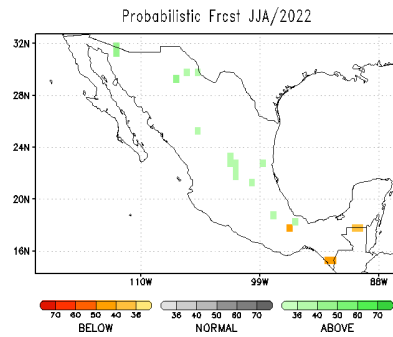 Probabilistic Frcst JJA/2022
32N
28N
24N
20N
16N
110W 99W 88W
70 60 50 40 36 36 40 50 60 70 36 40 50 60 70
BELOW NORMAL ABOVE